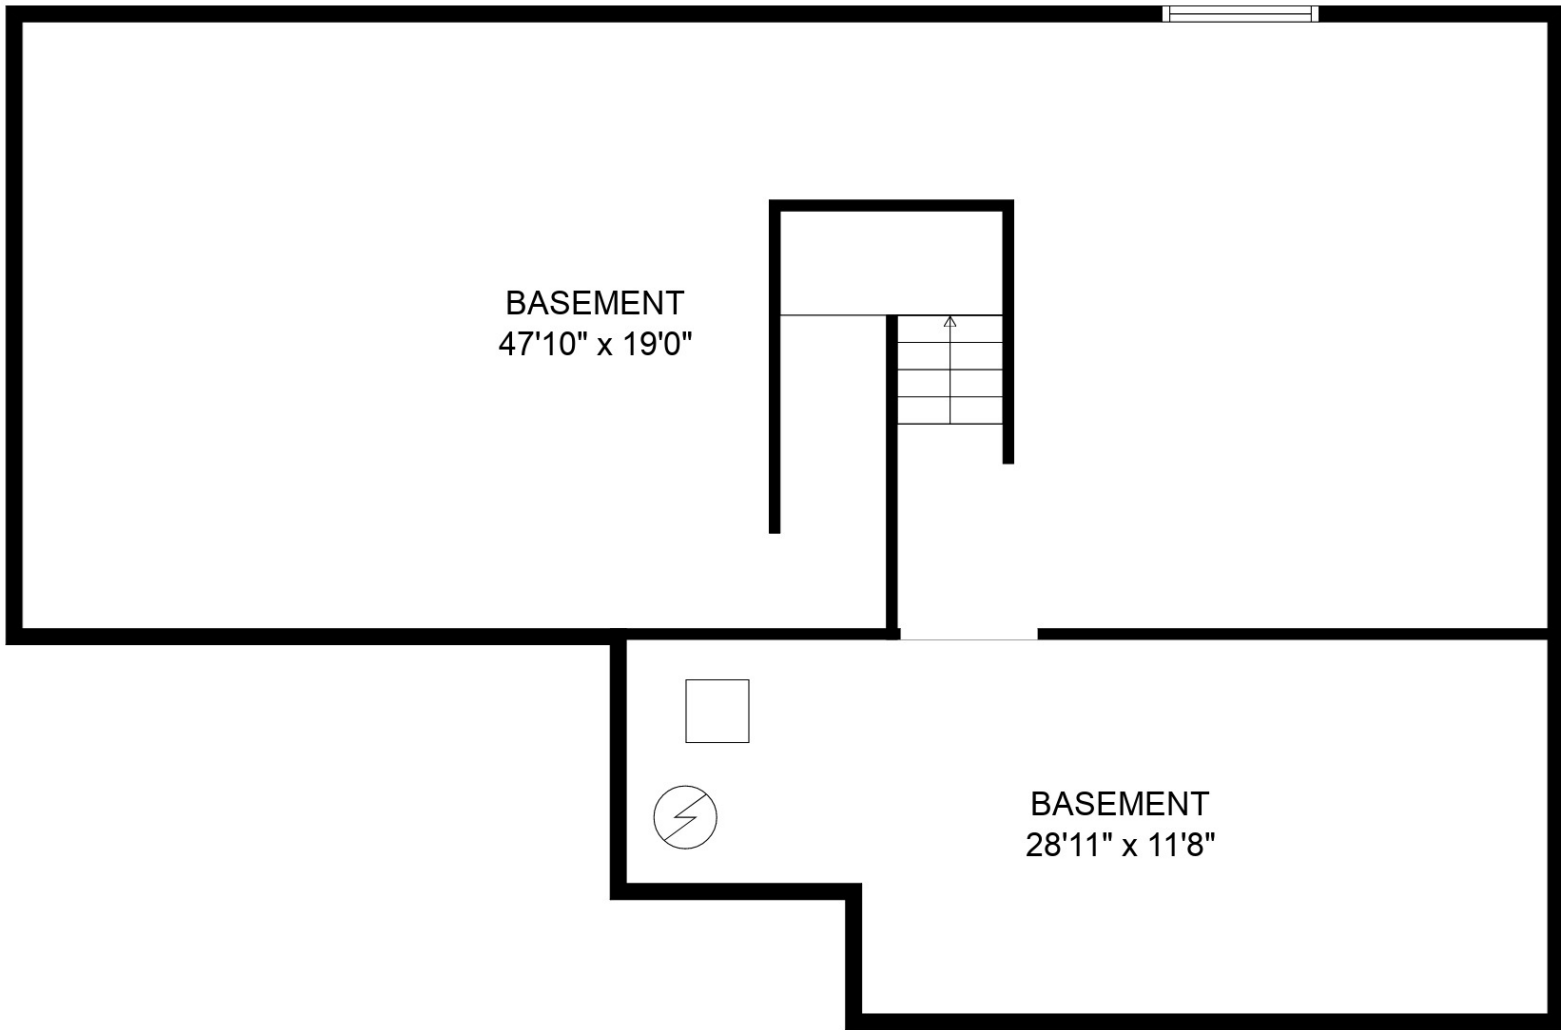 BASEMENT
47'10" x 19'0"
BASEMENT
28'11" x 11'8"